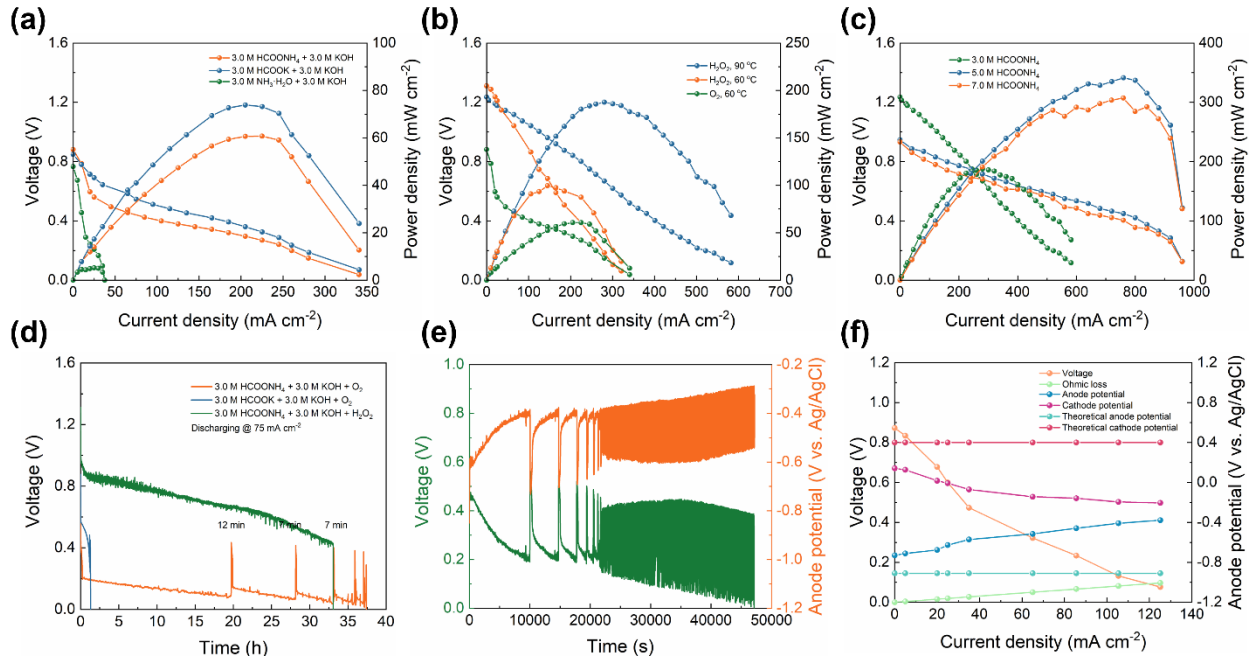 (a)
1.6
1.2
0.8
0.4
0.0
Voltage (V)
100
80
60
40
20
0
Power density (mW cm⁻²)
3.0 M HCOONH₄ + 3.0 M KOH
3.0 M HCOOK + 3.0 M KOH
3.0 M NH₃·H₂O + 3.0 M KOH
0 50 100 150 200 250 300 350
Current density (mA cm⁻²)
(b)
1.6
1.2
0.8
0.4
0.0
Voltage (V)
250
200
150
100
50
0
Power density (mW cm⁻²)
H₂O₂, 90 °C
H₂O₂, 60 °C
O₂, 60 °C
0 100 200 300 400 500 600 700
Current density (mA cm⁻²)
(c)
1.6
1.2
0.8
0.4
0.0
Voltage (V)
400
300
200
100
0
Power density (mW cm⁻²)
3.0 M HCOONH₄
5.0 M HCOONH₄
7.0 M HCOONH₄
0 200 400 600 800 1000
Current density (mA cm⁻²)
(d)
1.6
1.2
0.8
0.4
0.0
Voltage (V)
3.0 M HCOONH₄ + 3.0 M KOH + O₂
3.0 M HCOOK + 3.0 M KOH + O₂
3.0 M HCOONH₄ + 3.0 M KOH + H₂O₂
Discharging @ 75 mA cm⁻²
12 min
min 7 min
0 5 10 15 20 25 30 35 40
Time (h)
(e)
1.0
0.8
0.6
0.4
0.2
0.0
Voltage (V)
-0.2
-0.4
-0.6
-0.8
-1.0
-1.2
Anode potential (V vs. Ag/AgCl)
0 10000 20000 30000 40000 50000
Time (s)
(f)
1.2
1.0
0.8
0.6
0.4
0.2
0.0
Voltage (V)
1.2
0.8
0.4
0.0
-0.4
-0.8
-1.2
Anode potential (V vs. Ag/AgCl)
Voltage
Ohmic loss
Anode potential
Cathode potential
Theoretical anode potential
Theoretical cathode potential
0 20 40 60 80 100 120 140
Current density (mA cm⁻²)